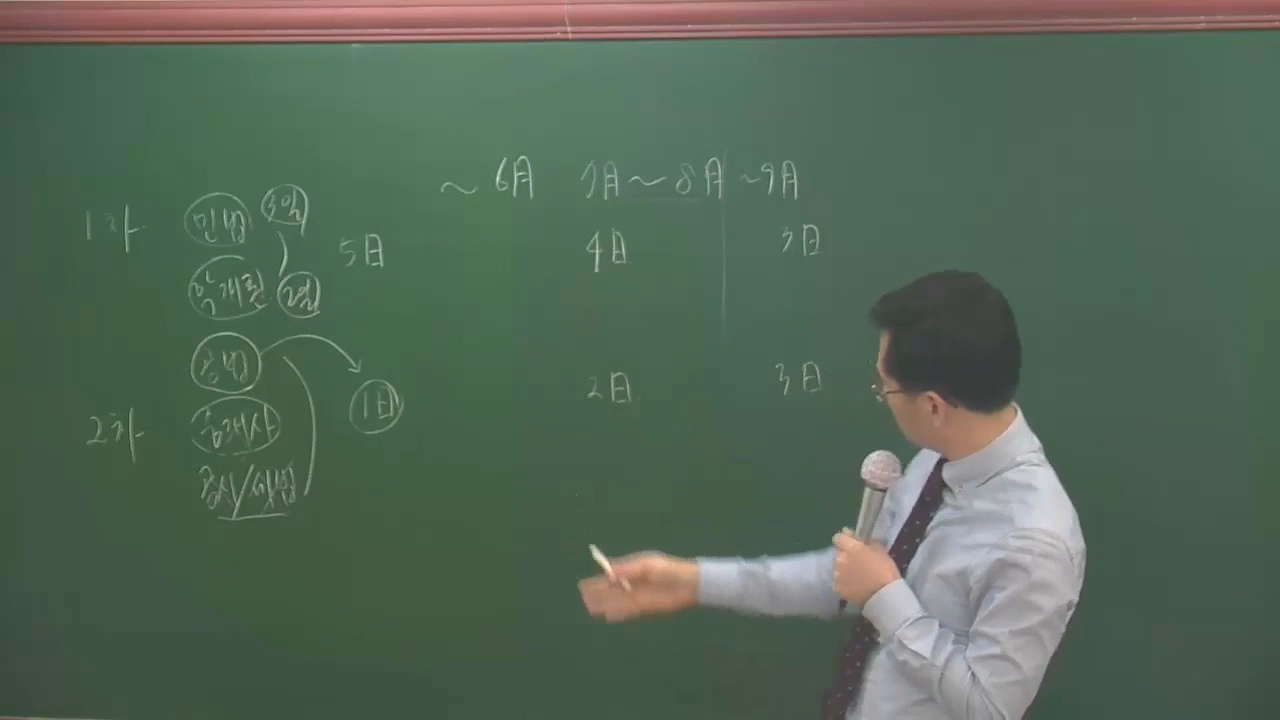 ~ 6月 7月 ~ 8月 ~9月
1차 민법 3일 5日 4日 3日
학개론 2일
공법 1日 2日 3日
2차 중개사
공시/세법